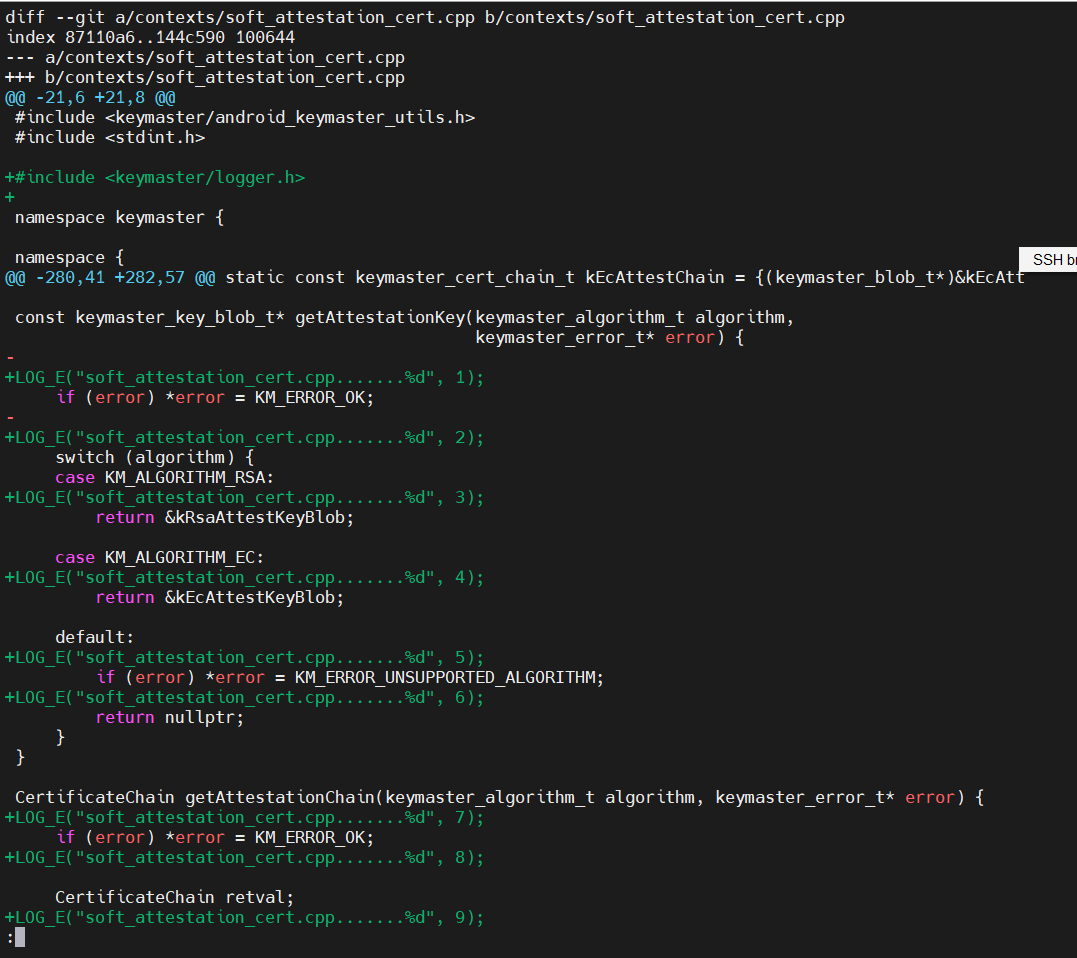 diff --git a/contexts/soft_attestation_cert.cpp b/contexts/soft_attestation_cert.cpp
index 87110a6..144c590 100644
--- a/contexts/soft_attestation_cert.cpp
+++ b/contexts/soft_attestation_cert.cpp
@@ -21,6 +21,8 @@
 #include <keymaster/android_keymaster_utils.h>
 #include <stdint.h>

+#include <keymaster/logger.h>
+
 namespace keymaster {

 namespace {
SSH br
@@ -280,41 +282,57 @@ static const keymaster_cert_chain_t kEcAttestChain = {(keymaster_blob_t*)&kEcAtt

 const keymaster_key_blob_t* getAttestationKey(keymaster_algorithm_t algorithm,
                                               keymaster_error_t* error) {
-
+LOG_E("soft_attestation_cert.cpp.......%d", 1);
     if (error) *error = KM_ERROR_OK;
-
+LOG_E("soft_attestation_cert.cpp.......%d", 2);
     switch (algorithm) {
     case KM_ALGORITHM_RSA:
+LOG_E("soft_attestation_cert.cpp.......%d", 3);
         return &kRsaAttestKeyBlob;

     case KM_ALGORITHM_EC:
+LOG_E("soft_attestation_cert.cpp.......%d", 4);
         return &kEcAttestKeyBlob;

     default:
+LOG_E("soft_attestation_cert.cpp.......%d", 5);
         if (error) *error = KM_ERROR_UNSUPPORTED_ALGORITHM;
+LOG_E("soft_attestation_cert.cpp.......%d", 6);
         return nullptr;
     }
 }

 CertificateChain getAttestationChain(keymaster_algorithm_t algorithm, keymaster_error_t* error) {
+LOG_E("soft_attestation_cert.cpp.......%d", 7);
     if (error) *error = KM_ERROR_OK;
+LOG_E("soft_attestation_cert.cpp.......%d", 8);

     CertificateChain retval;
+LOG_E("soft_attestation_cert.cpp.......%d", 9);
: